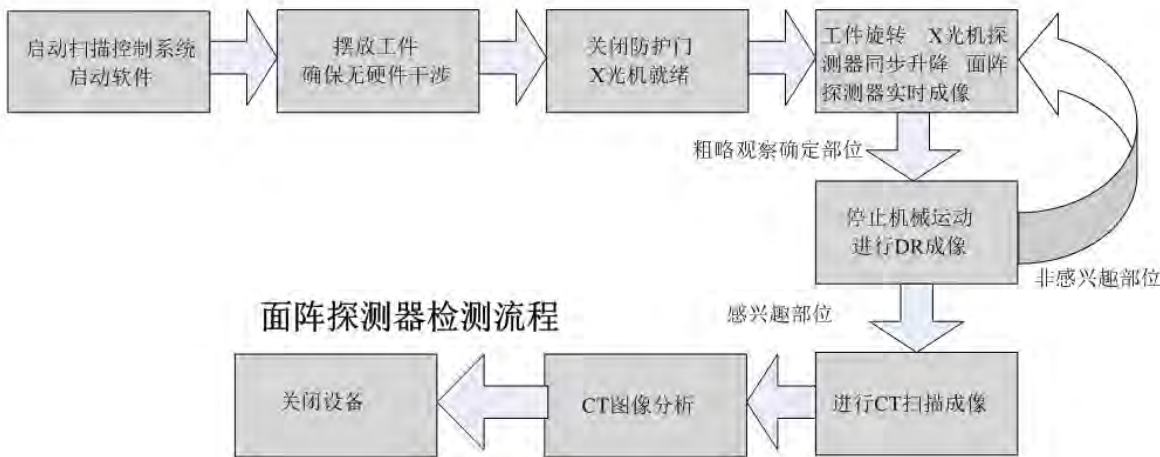 启动扫描控制系统
启动软件
摆放工件
确保无硬件干涉
关闭防护门
X光机就绪
工件旋转 X光机探
测器同步升降 面阵
探测器实时成像
粗略观察确定部位
停止机械运动
进行DR成像
非感兴趣部位
感兴趣部位
面阵探测器检测流程
关闭设备
CT图像分析
进行CT扫描成像